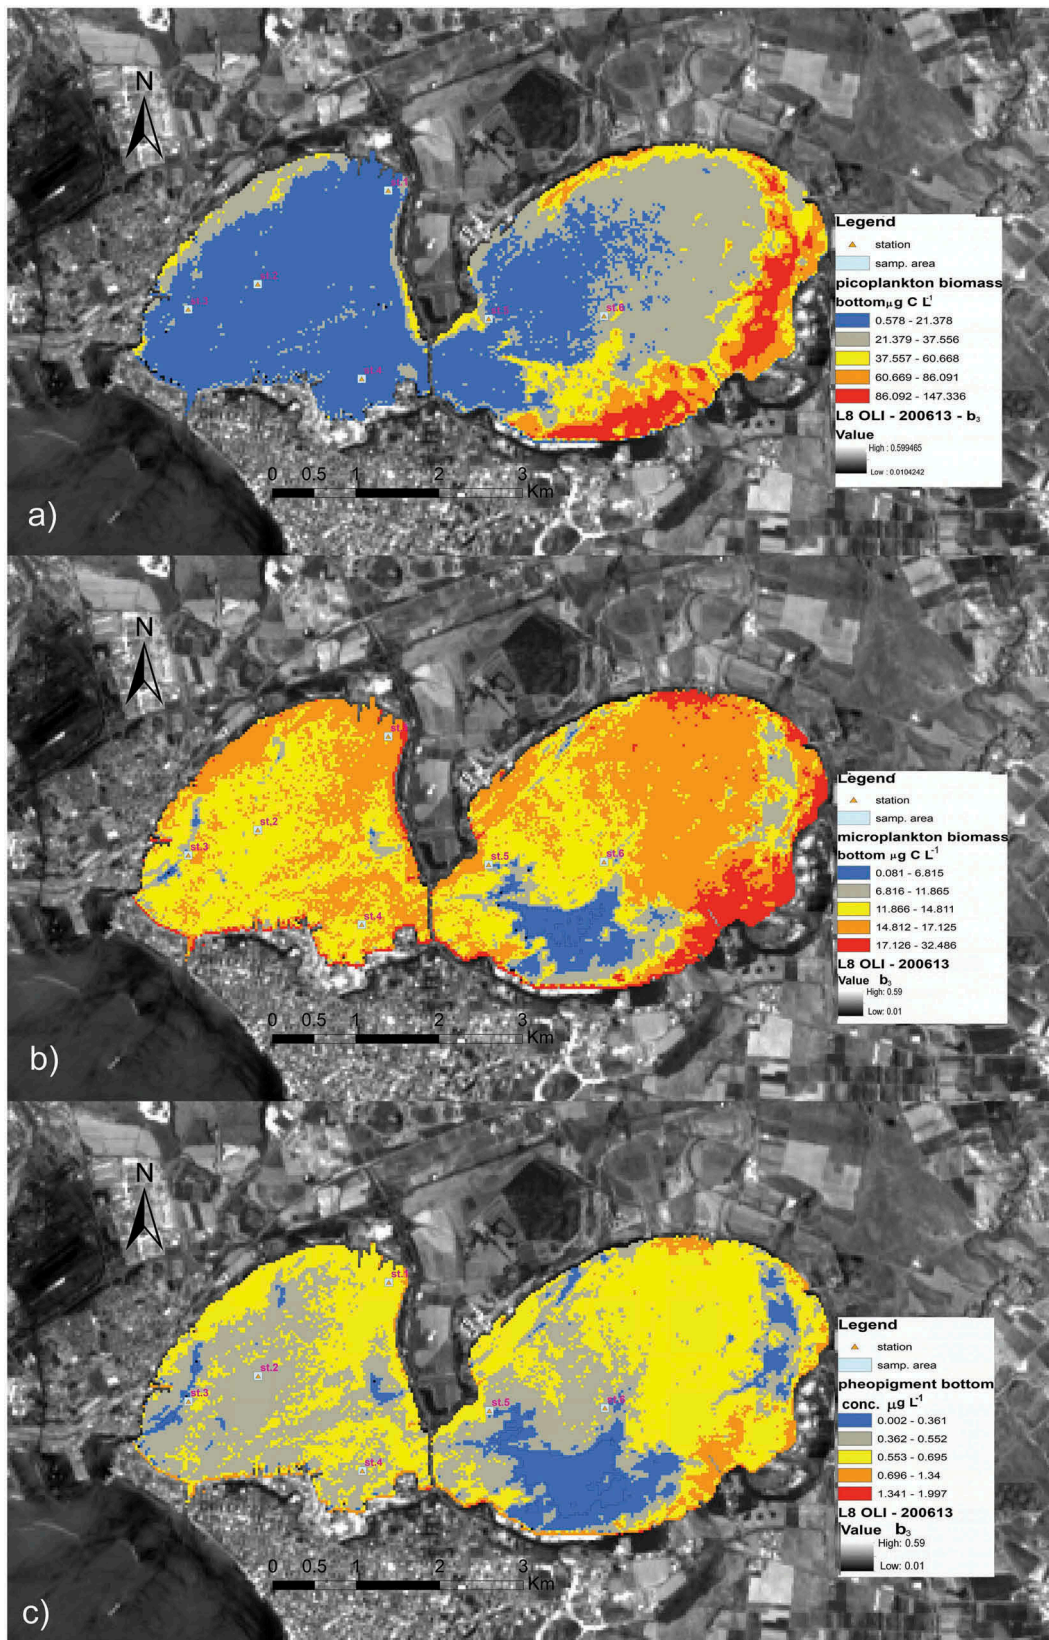 N
st.1
st.2
st.3
st.4
st.5
st.6
0 0.5 1 2 3
Km
a)
Legend
station
samp. area
picoplankton biomass
bottom μg C L⁻¹
0.578 - 21.378
21.379 - 37.556
37.557 - 60.668
60.669 - 86.091
86.092 - 147.336
L8 OLI - 200613 - b₃
Value
High : 0.599465
Low : 0.0104242
N
st.2
st.3
st.4
st.5
st.6
0 0.5 1 2 3
Km
b)
Legend
station
samp. area
microplankton biomass
bottom μg C L⁻¹
0.081 - 6.815
6.816 - 11.865
11.866 - 14.811
14.812 - 17.125
17.126 - 32.486
L8 OLI - 200613
Value b₃
High: 0.59
Low: 0.01
N
st.1
st.2
st.3
st.4
st.5
st.6
0 0.5 1 2 3
Km
c)
Legend
station
samp. area
pheopigment bottom
conc. μg L⁻¹
0.002 - 0.361
0.362 - 0.552
0.553 - 0.695
0.696 - 1.34
1.341 - 1.997
L8 OLI - 200613
Value b₃
High: 0.59
Low: 0.01